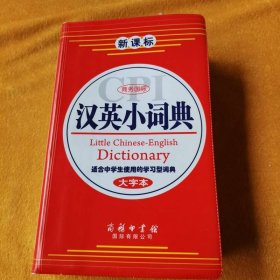 新课标
CPI
商务国际
汉英小词典
Little Chinese-English
Dictionary
适合中学生使用的学习型词典
大字本
商务印书馆
国际有限公司